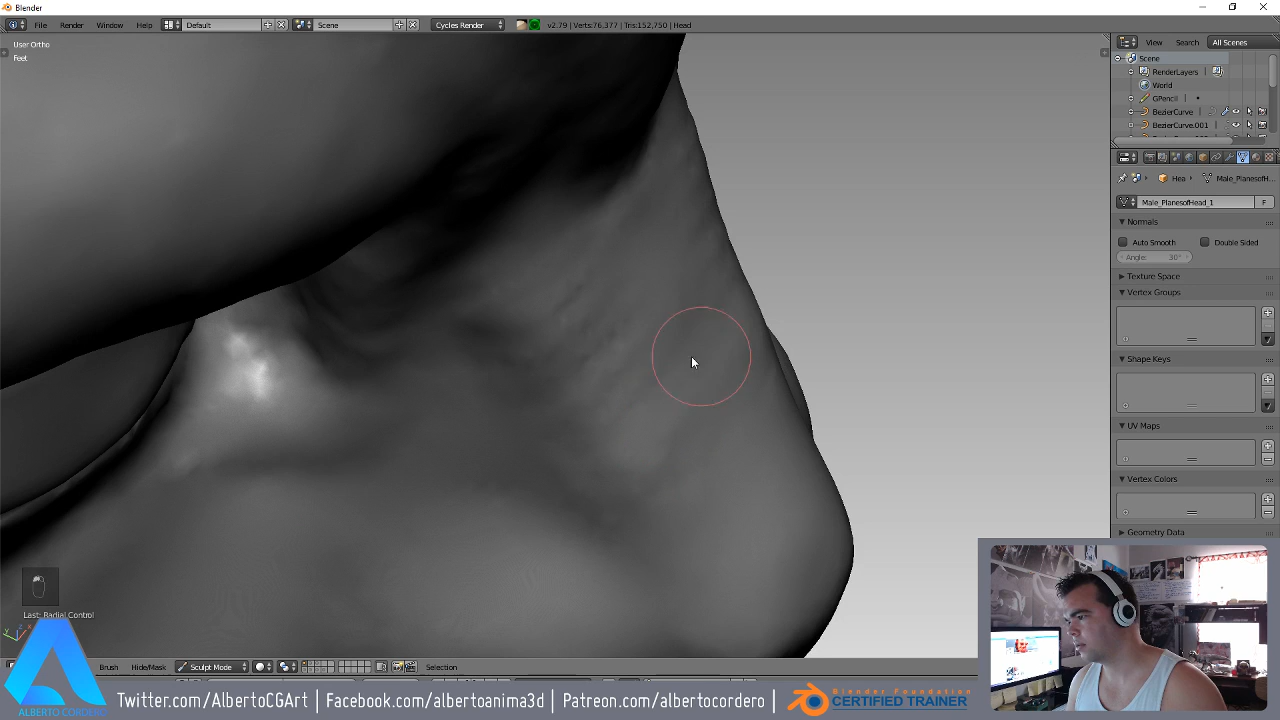 Blender
File Render Window Help Default Scene Cycles Render v2.79 | Verts:76,377 | Tris:152,750 | Head
User Ortho
Feet
View Search All Scenes
Scene
RenderLayers
World
GPencil
BezierCurve
BezierCurve.001
Hea Male_PlanesofH...
Male_PlanesofHead_1 F
Normals
Auto Smooth Double Sided
Angle: 30°
Texture Space
Vertex Groups
Shape Keys
UV Maps
Vertex Colors
Geometry Data
Last: Radial Control
Brush Hide/Mask Sculpt Mode Selection
Twitter.com/AlbertoCGArt | Facebook.com/albertoanima3d | Patreon.com/albertocordero |
Blender Foundation
CERTIFIED TRAINER
ALBERTO CORDERO